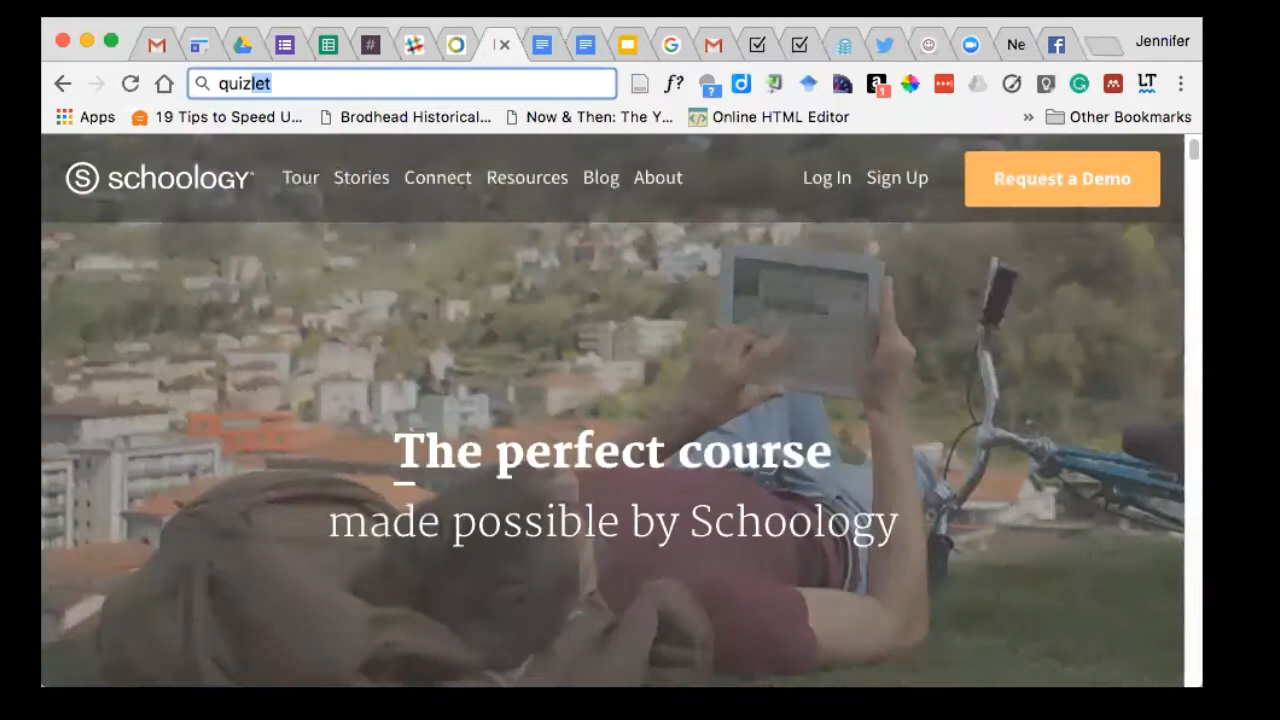 Ne
Jennifer
quizlet
f?
?
d
a
1
LT
Apps
19 Tips to Speed U...
Brodhead Historical...
Now & Then: The Y...
Online HTML Editor
»
Other Bookmarks
S schoology
Tour Stories Connect Resources Blog About
Log In Sign Up
Request a Demo
The perfect course
made possible by Schoology